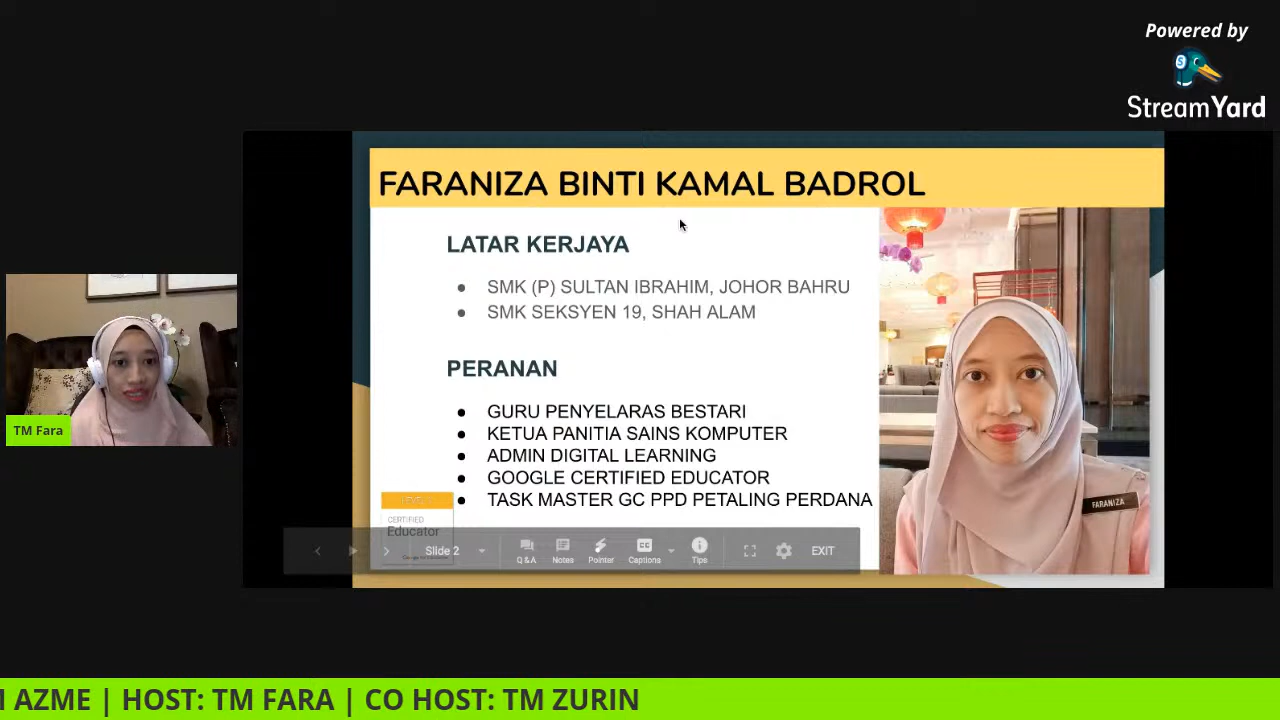 Powered by
StreamYard
FARANIZA BINTI KAMAL BADROL
LATAR KERJAYA
● SMK (P) SULTAN IBRAHIM, JOHOR BAHRU
● SMK SEKSYEN 19, SHAH ALAM
PERANAN
● GURU PENYELARAS BESTARI
● KETUA PANITIA SAINS KOMPUTER
● ADMIN DIGITAL LEARNING
● GOOGLE CERTIFIED EDUCATOR
● TASK MASTER GC PPD PETALING PERDANA
FARANIZA
TM Fara
CERTIFIED
Educator
Slide 2
Q & A
Notes
Pointer
Captions
Tips
EXIT
AZME | HOST: TM FARA | CO HOST: TM ZURIN